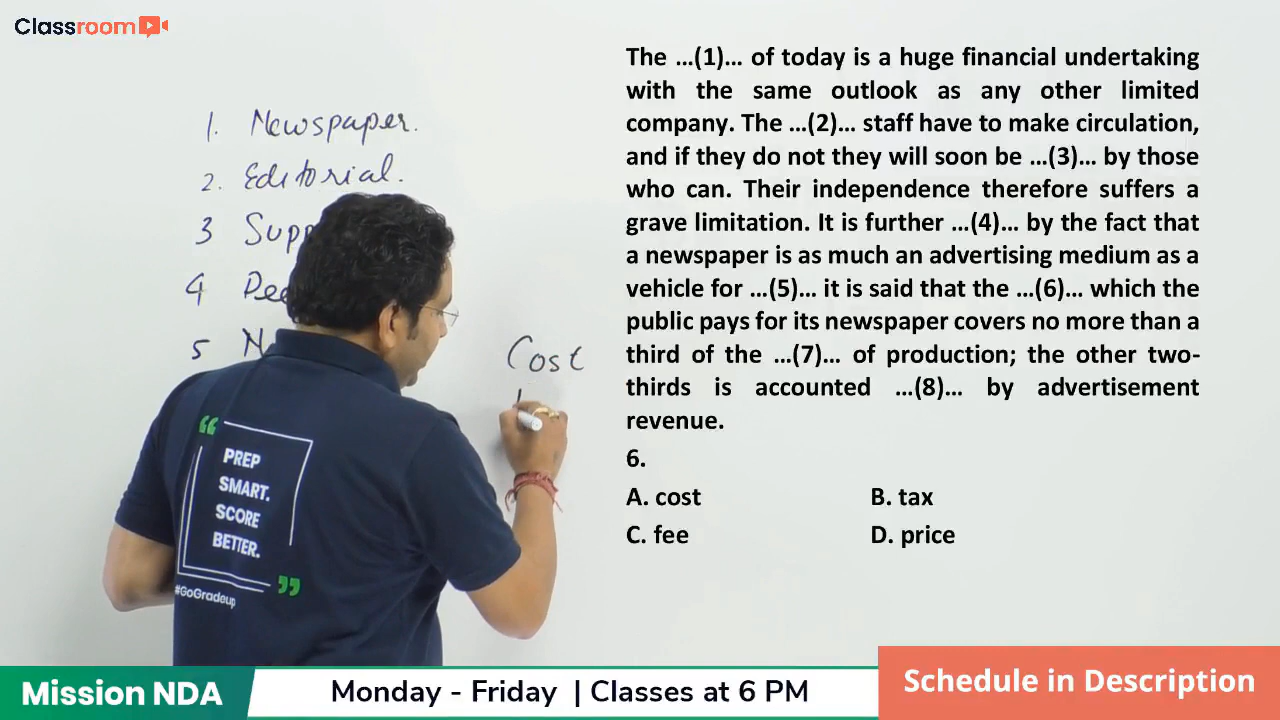 Classroom
1. Newspaper.
2. Editorial.
3
4
5
Cost
PREP
SMART.
SCORE
BETTER.
#GoGradeup
The ...(1)... of today is a huge financial undertaking
with the same outlook as any other limited
company. The ...(2)... staff have to make circulation,
and if they do not they will soon be ...(3)... by those
who can. Their independence therefore suffers a
grave limitation. It is further ...(4)... by the fact that
a newspaper is as much an advertising medium as a
vehicle for ...(5)... it is said that the ...(6)... which the
public pays for its newspaper covers no more than a
third of the ...(7)... of production; the other two-
thirds is accounted ...(8)... by advertisement
revenue.
6.
A. cost B. tax
C. fee D. price
Mission NDA
Monday - Friday | Classes at 6 PM
Schedule in Description